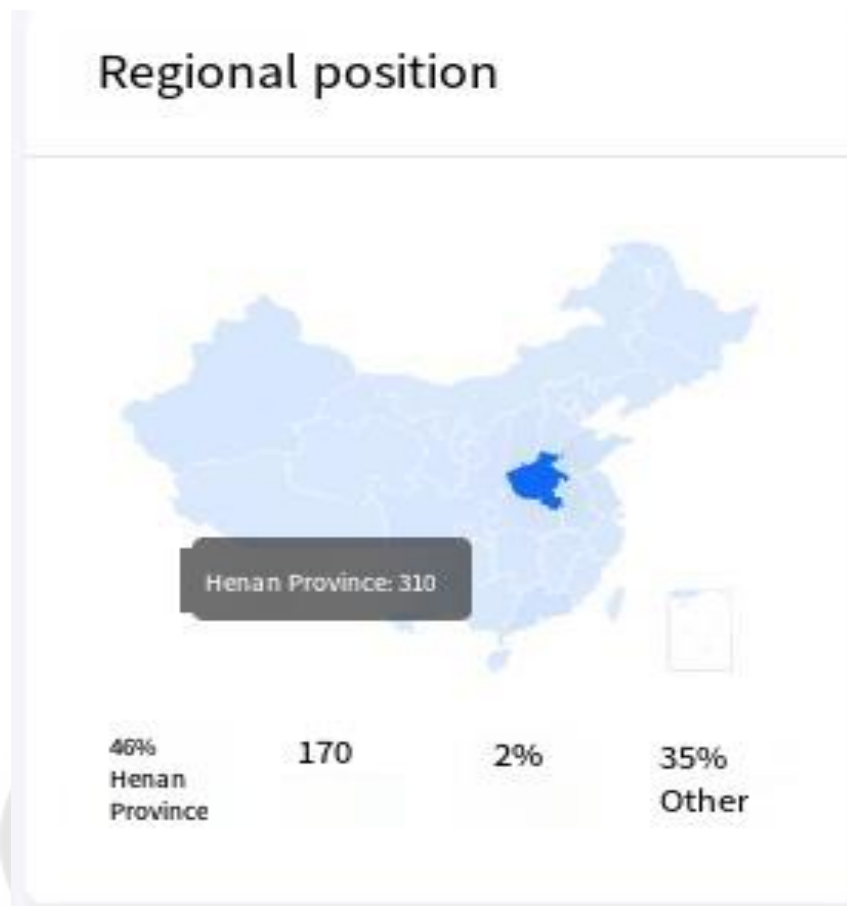 Regional position
Henan Province: 310
46%
Henan
Province
170
2%
35%
Other